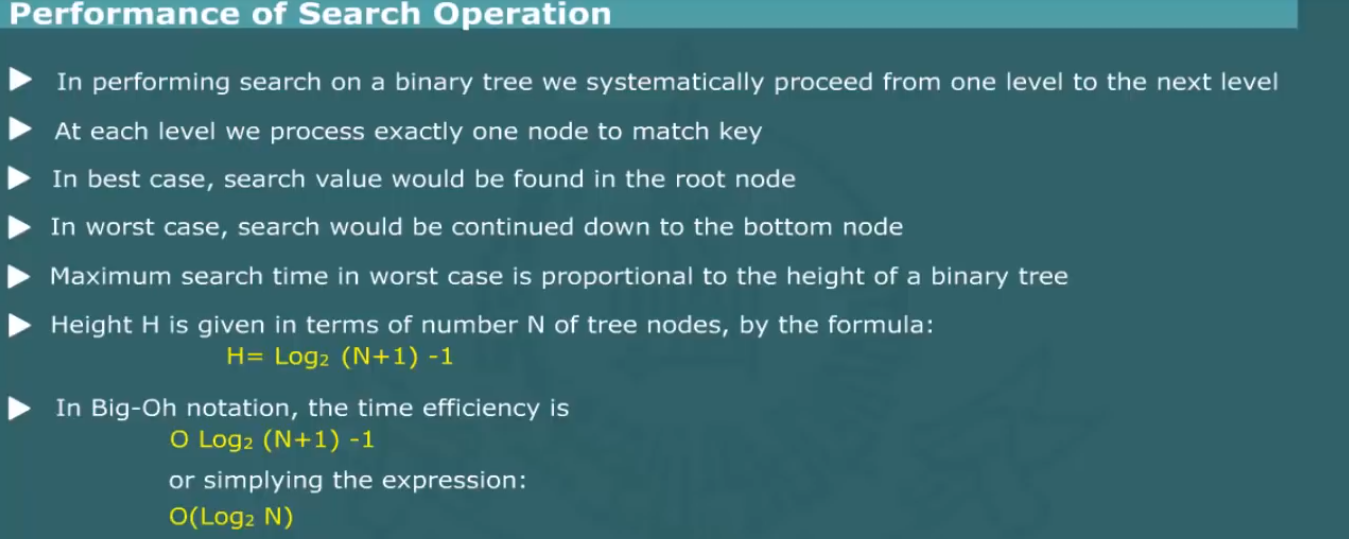 Performance of Search Operation
In performing search on a binary tree we systematically proceed from one level to the next level
At each level we process exactly one node to match key
In best case, search value would be found in the root node
In worst case, search would be continued down to the bottom node
Maximum search time in worst case is proportional to the height of a binary tree
Height H is given in terms of number N of tree nodes, by the formula:
H= Log₂ (N+1) -1
In Big-Oh notation, the time efficiency is
O Log₂ (N+1) -1
or simplying the expression:
O(Log₂ N)